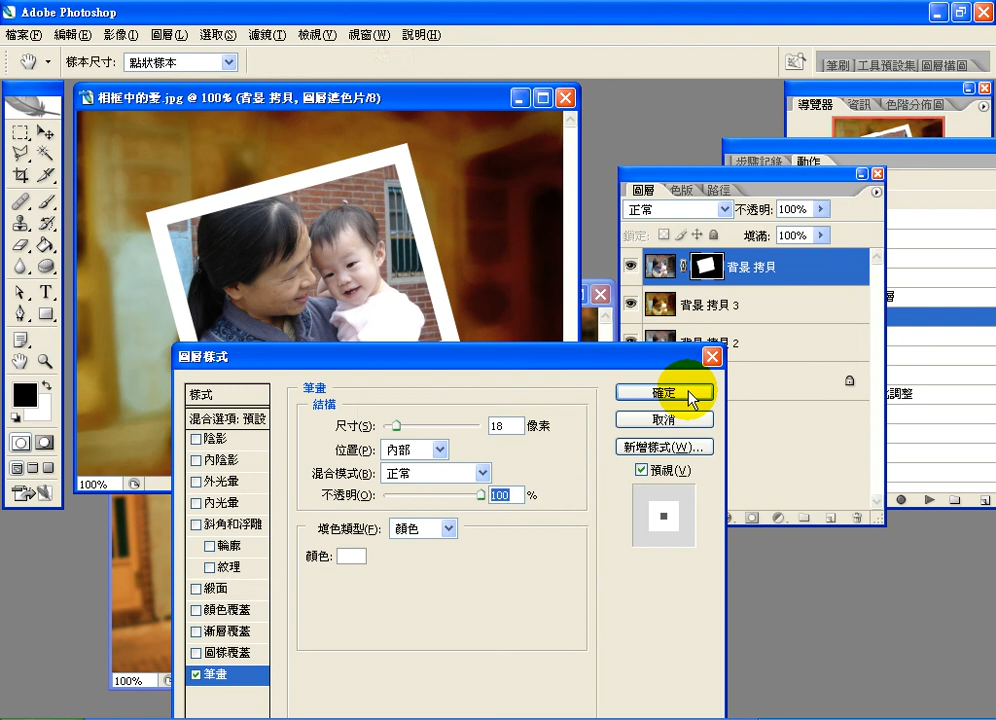 Adobe Photoshop
檔案(F) 編輯(E) 影像(I) 圖層(L) 選取(S) 濾鏡(T) 檢視(V) 視窗(W) 說明(H)
樣本尺寸: 點狀樣本
筆刷 工具預設集 圖層構圖
相框中的愛.jpg @ 100% (背景 拷貝, 圖層遮色片/8)
導覽器 資訊 色階分佈圖
步驟記錄 動作
圖層 色版 路徑
正常 不透明: 100%
鎖定: 填滿: 100%
背景 拷貝
層
背景 拷貝 3
背景 拷貝 2
調整
圖層樣式
樣式
混合選項: 預設
陰影
內陰影
外光暈
內光暈
斜角和浮雕
輪廓
紋理
緞面
顏色覆蓋
漸層覆蓋
圖樣覆蓋
筆畫
筆畫
結構
尺寸(S): 18 像素
位置(P): 內部
混合模式(B): 正常
不透明(O): 100 %
填色類型(F): 顏色
顏色:
確定
取消
新增樣式(W)...
預視(V)
100%
100%